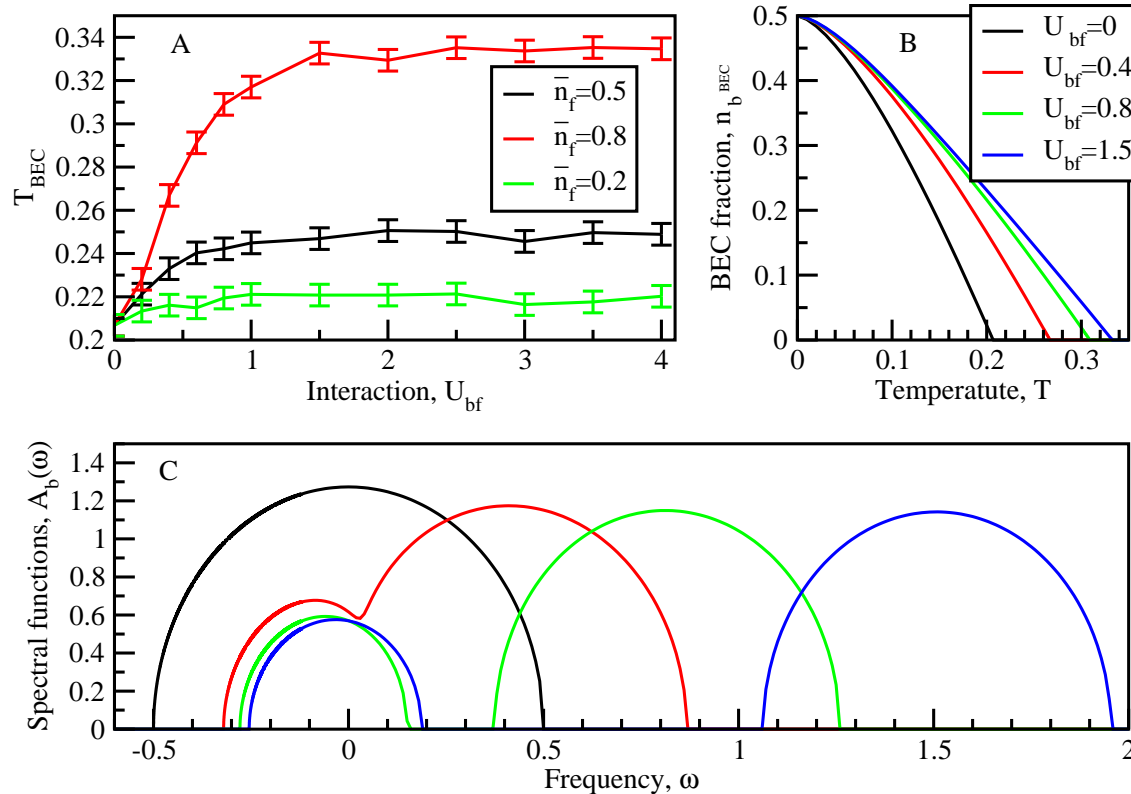 A
0.34
0.32
0.3
0.28
0.26
0.24
0.22
0.2
T_BEC
0 1 2 3 4
Interaction, U_bf
n̅_f=0.5
n̅_f=0.8
n̅_f=0.2
B
0.5
0.4
0.3
0.2
0.1
0
BEC fraction, n_b^BEC
0 0.1 0.2 0.3
Temperatute, T
U_bf=0
U_bf=0.4
U_bf=0.8
U_bf=1.5
C
1.4
1.2
1
0.8
0.6
0.4
0.2
0
Spectral functions, A_b(ω)
-0.5 0 0.5 1 1.5 2
Frequency, ω